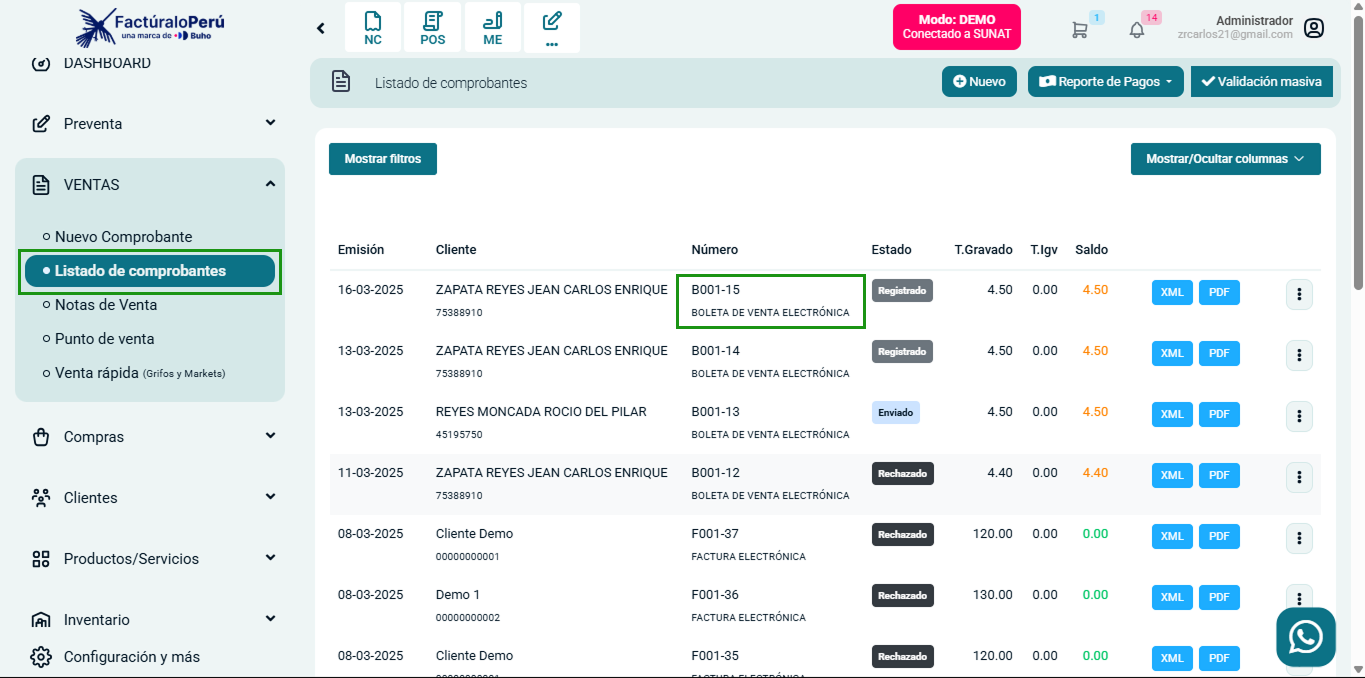 FactúraloPerú
una marca de Buho
NC
POS
ME
...
Modo: DEMO
Conectado a SUNAT
1
14
Administrador
zrcarlos21@gmail.com
DASHBOARD
Preventa
VENTAS
Nuevo Comprobante
Listado de comprobantes
Notas de Venta
Punto de venta
Venta rápida (Grifos y Markets)
Compras
Clientes
Productos/Servicios
Inventario
Configuración y más
Listado de comprobantes
Nuevo
Reporte de Pagos
Validación masiva
Mostrar filtros
Mostrar/Ocultar columnas
Emisión Cliente Número Estado T.Gravado T.Igv Saldo
16-03-2025 ZAPATA REYES JEAN CARLOS ENRIQUE B001-15 Registrado 4.50 0.00 4.50 XML PDF
75388910 BOLETA DE VENTA ELECTRÓNICA
13-03-2025 ZAPATA REYES JEAN CARLOS ENRIQUE B001-14 Registrado 4.50 0.00 4.50 XML PDF
75388910 BOLETA DE VENTA ELECTRÓNICA
13-03-2025 REYES MONCADA ROCIO DEL PILAR B001-13 Enviado 4.50 0.00 4.50 XML PDF
45195750 BOLETA DE VENTA ELECTRÓNICA
11-03-2025 ZAPATA REYES JEAN CARLOS ENRIQUE B001-12 Rechazado 4.40 0.00 4.40 XML PDF
75388910 BOLETA DE VENTA ELECTRÓNICA
08-03-2025 Cliente Demo F001-37 Rechazado 120.00 0.00 0.00 XML PDF
00000000001 FACTURA ELECTRÓNICA
08-03-2025 Demo 1 F001-36 Rechazado 130.00 0.00 0.00 XML PDF
00000000002 FACTURA ELECTRÓNICA
08-03-2025 Cliente Demo F001-35 Rechazado 120.00 0.00 0.00 XML PDF